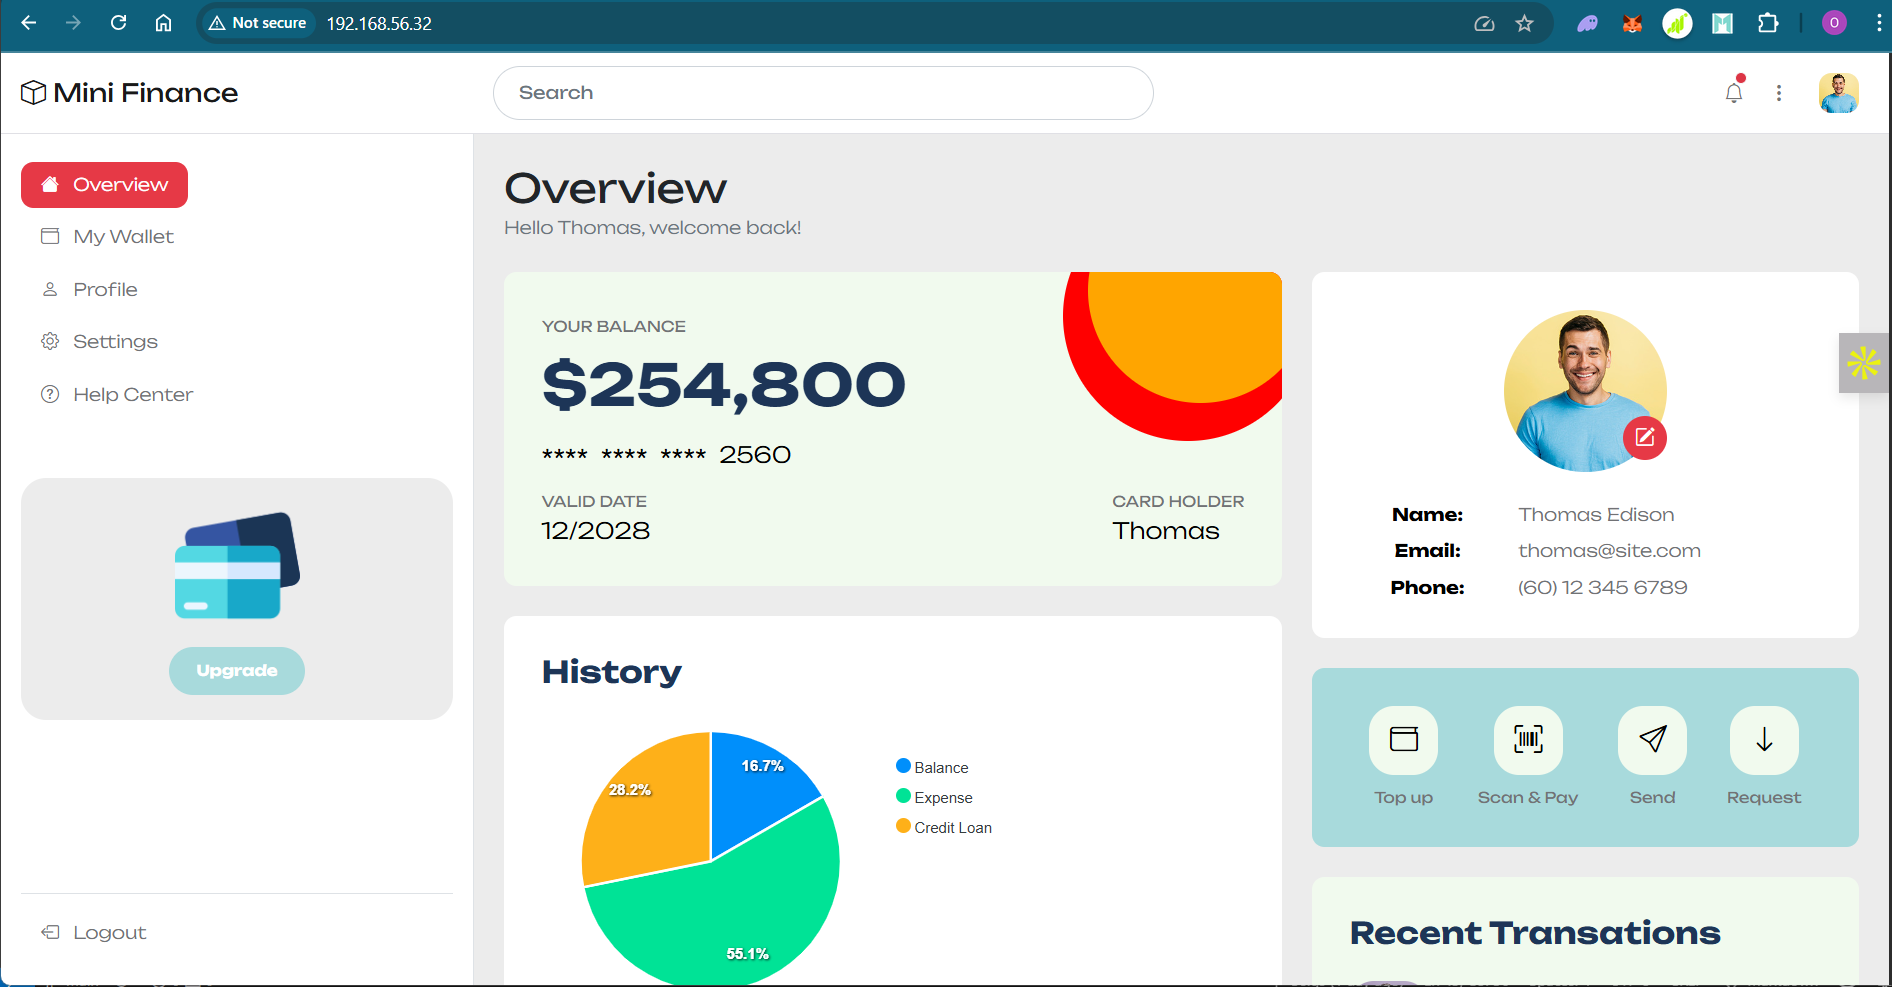 Not secure 192.168.56.32
O
Mini Finance
Search
Overview
My Wallet
Profile
Settings
Help Center
Upgrade
Logout
Overview
Hello Thomas, welcome back!
YOUR BALANCE
$254,800
**** **** **** 2560
VALID DATE
12/2028
CARD HOLDER
Thomas
History
16.7%
28.2%
55.1%
Balance
Expense
Credit Loan
Name: Thomas Edison
Email: thomas@site.com
Phone: (60) 12 345 6789
Top up
Scan & Pay
Send
Request
Recent Transations